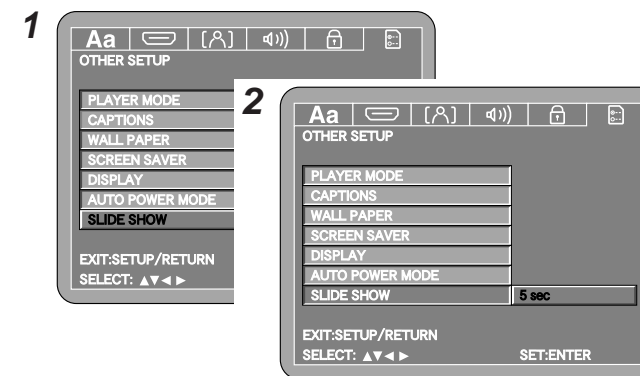 1
Aa
OTHER SETUP
PLAYER MODE
CAPTIONS
WALL PAPER
SCREEN SAVER
DISPLAY
AUTO POWER MODE
SLIDE SHOW
EXIT:SETUP/RETURN
SELECT: ▲▼◄►
2
Aa
OTHER SETUP
PLAYER MODE
CAPTIONS
WALL PAPER
SCREEN SAVER
DISPLAY
AUTO POWER MODE
SLIDE SHOW 5 sec
EXIT:SETUP/RETURN
SELECT: ▲▼◄► SET:ENTER